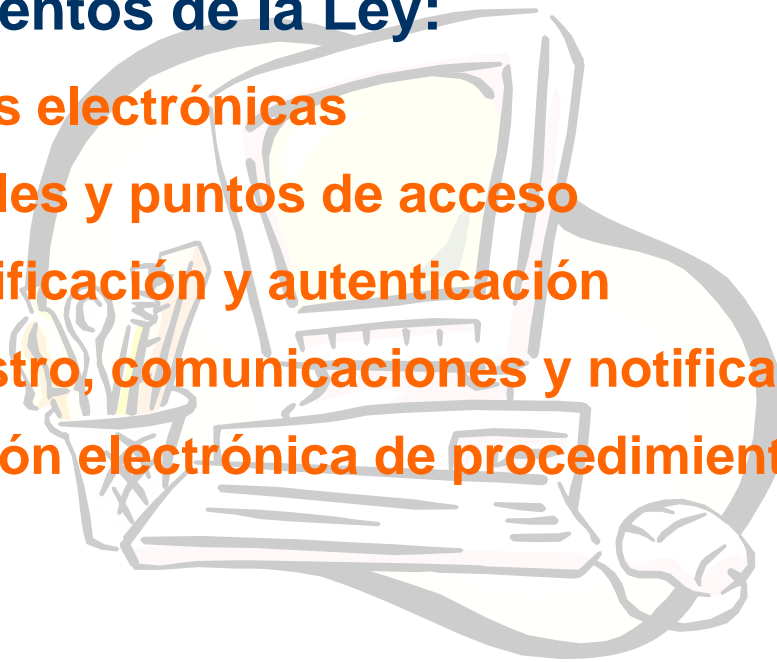 entos de la Ley:
s electrónicas
les y puntos de acceso
ificación y autenticación
stro, comunicaciones y notifica
ón electrónica de procedimient